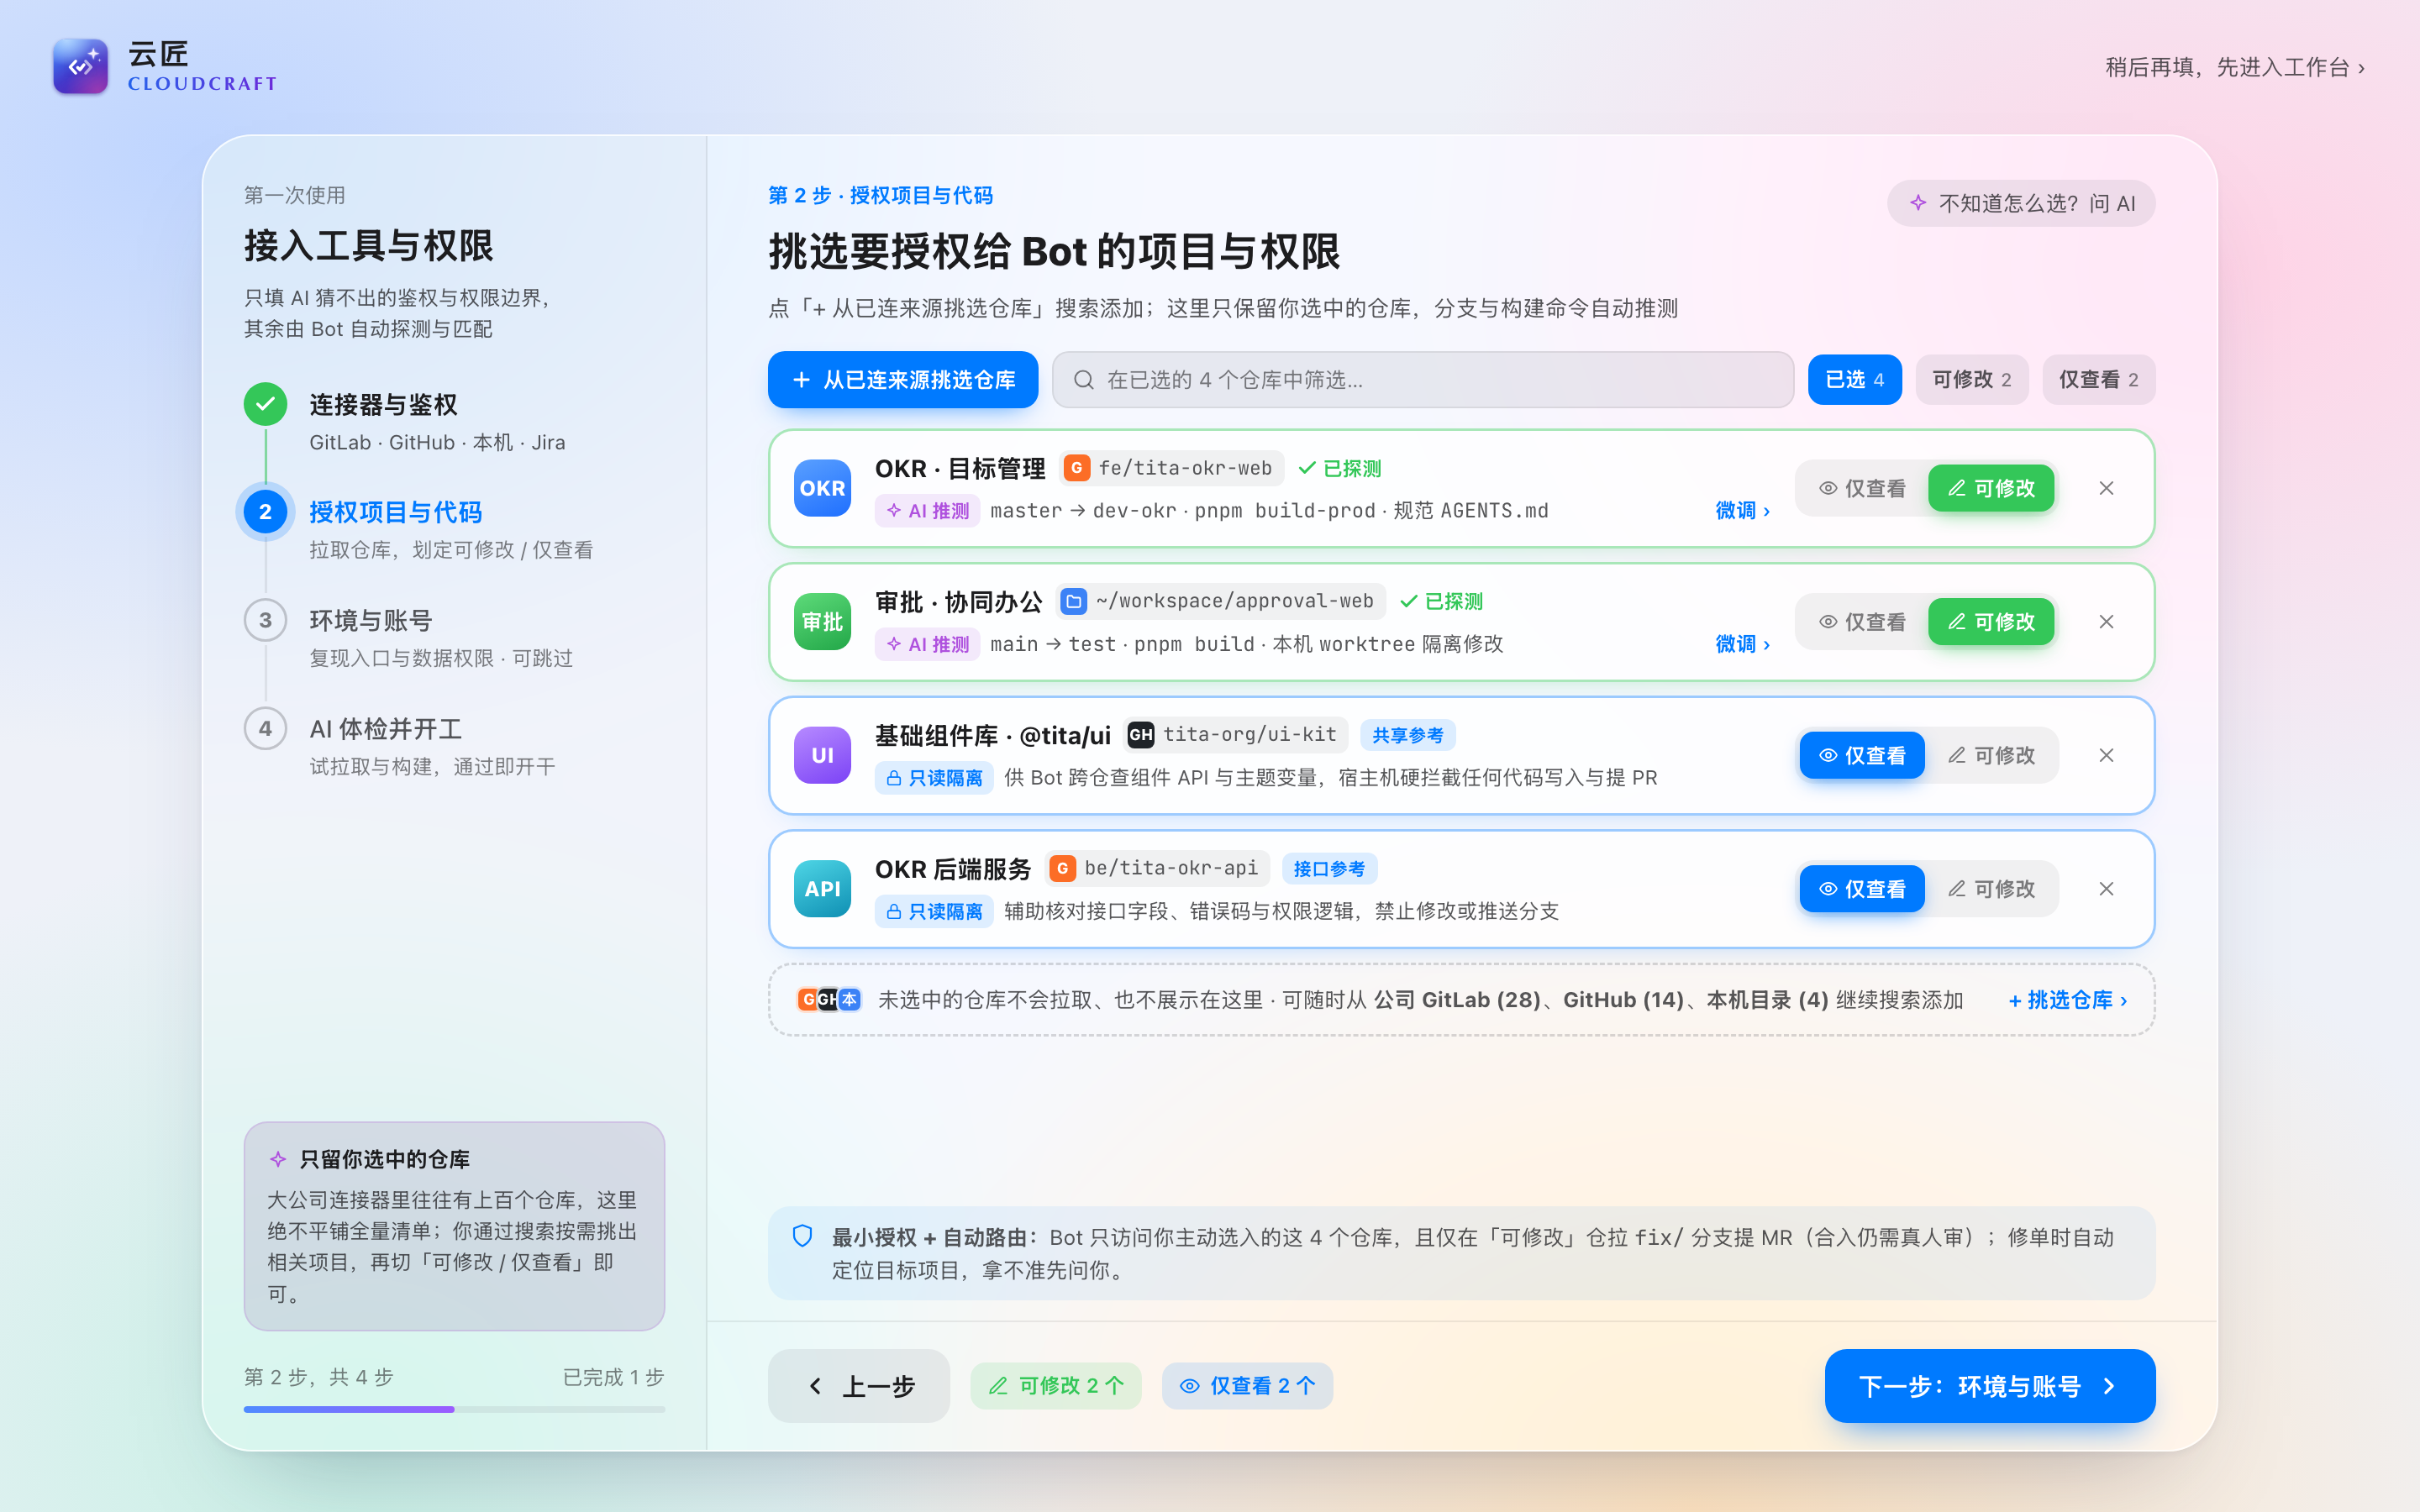 云匠
CLOUDCRAFT
稍后再填，先进入工作台 ›
第一次使用
接入工具与权限
只填 AI 猜不出的鉴权与权限边界，
其余由 Bot 自动探测与匹配
连接器与鉴权
GitLab · GitHub · 本机 · Jira
2
授权项目与代码
拉取仓库，划定可修改 / 仅查看
3
环境与账号
复现入口与数据权限 · 可跳过
4
AI 体检并开工
试拉取与构建，通过即开干
只留你选中的仓库
大公司连接器里往往有上百个仓库，这里
绝不平铺全量清单；你通过搜索按需挑出
相关项目，再切「可修改 / 仅查看」即
可。
第 2 步，共 4 步 已完成 1 步
第 2 步 · 授权项目与代码
不知道怎么选？问 AI
挑选要授权给 Bot 的项目与权限
点「+ 从已连来源挑选仓库」搜索添加；这里只保留你选中的仓库，分支与构建命令自动推测
+ 从已连来源挑选仓库 在已选的 4 个仓库中筛选... 已选 4 可修改 2 仅查看 2
OKR OKR · 目标管理 G fe/tita-okr-web 已探测
AI 推测 master → dev-okr · pnpm build-prod · 规范 AGENTS.md 微调 › 仅查看 可修改 ×
审批 审批 · 协同办公 ~/workspace/approval-web 已探测
AI 推测 main → test · pnpm build · 本机 worktree 隔离修改 微调 › 仅查看 可修改 ×
UI 基础组件库 · @tita/ui GH tita-org/ui-kit 共享参考
只读隔离 供 Bot 跨仓查组件 API 与主题变量，宿主机硬拦截任何代码写入与提 PR 仅查看 可修改 ×
API OKR 后端服务 G be/tita-okr-api 接口参考
只读隔离 辅助核对接口字段、错误码与权限逻辑，禁止修改或推送分支 仅查看 可修改 ×
G GH 本 未选中的仓库不会拉取、也不展示在这里 · 可随时从 公司 GitLab (28)、GitHub (14)、本机目录 (4) 继续搜索添加 + 挑选仓库 ›
最小授权 + 自动路由：Bot 只访问你主动选入的这 4 个仓库，且仅在「可修改」仓拉 fix/ 分支提 MR（合入仍需真人审）；修单时自动
定位目标项目，拿不准先问你。
上一步 可修改 2 个 仅查看 2 个 下一步：环境与账号